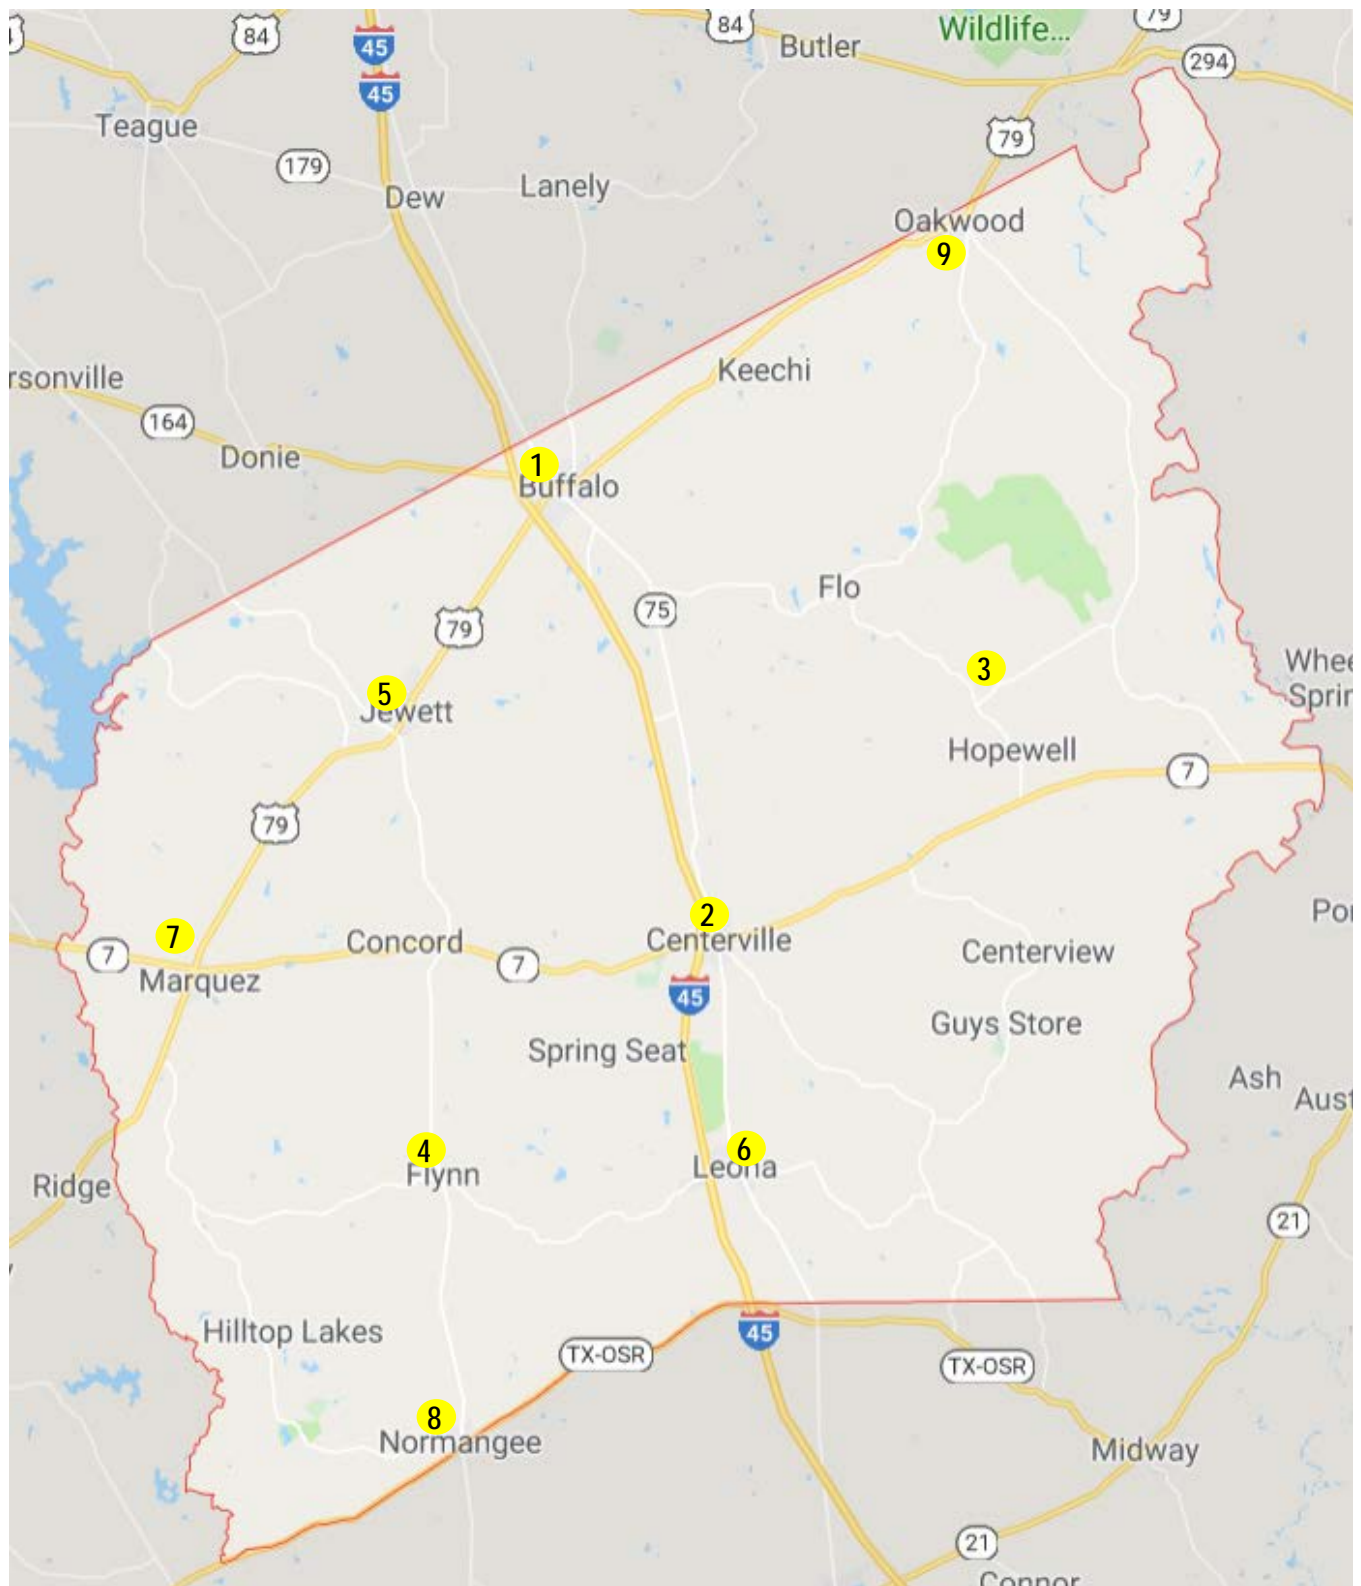 84
45
84
Butler
Wildlife...
79
294
45
Teague
79
179
Dew
Lanely
Oakwood
9
Keechi
rsonville
164
Donie
1
Buffalo
Flo
75
79
3
Whee
Sprin
5
Jewett
Hopewell
7
79
2
Centerville
7
Concord
7
7
Marquez
Centerview
Por
45
Guys Store
Spring Seat
Ash
Aust
4
Flynn
6
Leona
Ridge
21
Hilltop Lakes
45
TX-OSR
TX-OSR
8
Normangee
Midway
21
Connor